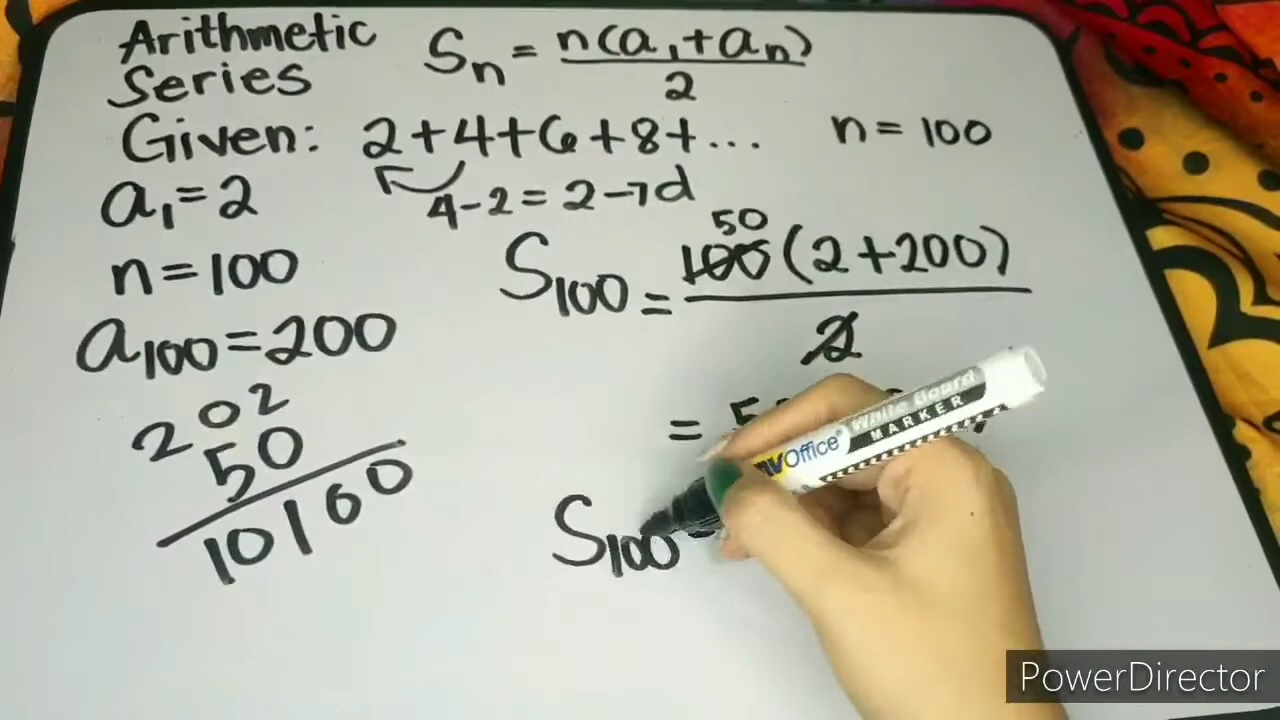 Arithmetic
Series
Sₙ = n(a₁+aₙ)
2
Given: 2+4+6+8+... n=100
a₁=2
4-2=2→d
n=100
50
S₁₀₀ = 100(2+200)
2
a₁₀₀=200
202
50
10100
=
S₁₀₀
Office
White Board
MARKER
PowerDirector